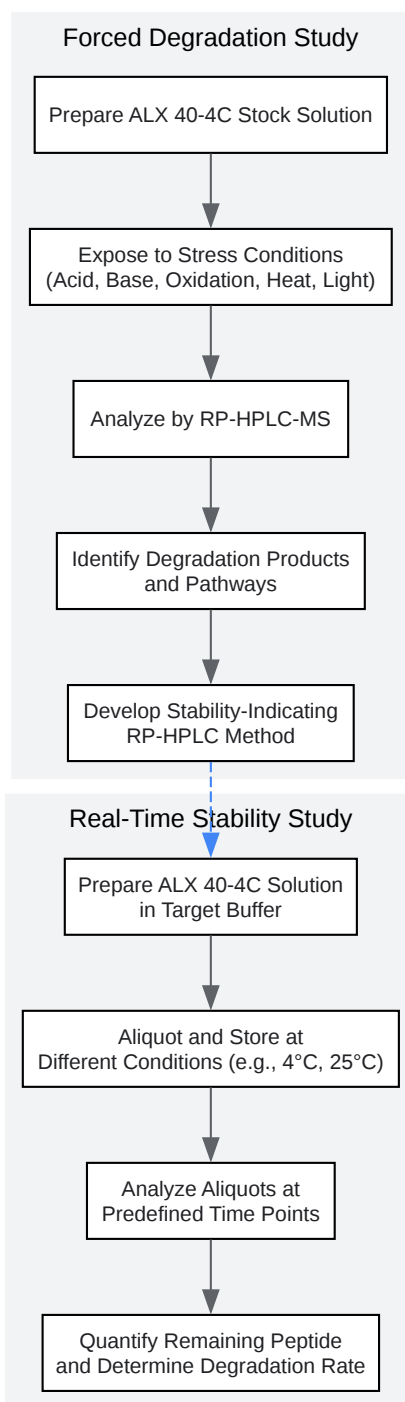 Forced Degradation Study
Prepare ALX 40-4C Stock Solution
Expose to Stress Conditions
(Acid, Base, Oxidation, Heat, Light)
Analyze by RP-HPLC-MS
Identify Degradation Products
and Pathways
Develop Stability-Indicating
RP-HPLC Method
Real-Time Stability Study
Prepare ALX 40-4C Solution
in Target Buffer
Aliquot and Store at
Different Conditions (e.g., 4°C, 25°C)
Analyze Aliquots at
Predefined Time Points
Quantify Remaining Peptide
and Determine Degradation Rate